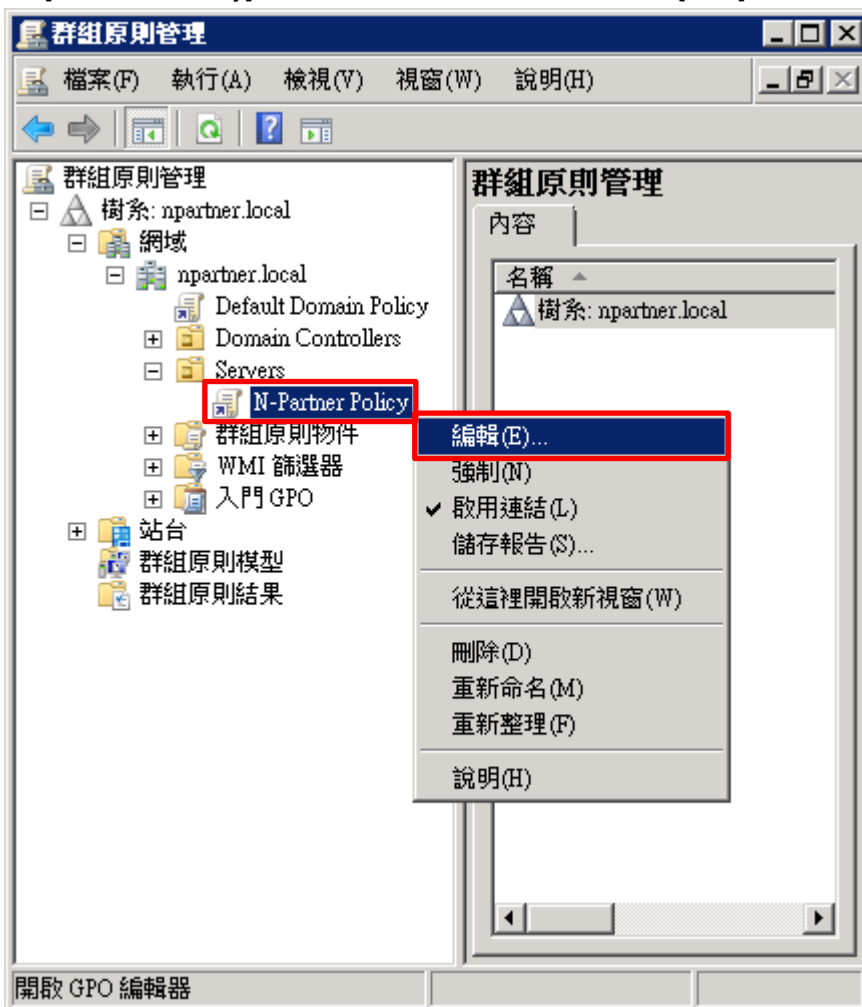 群組原則管理
檔案(F) 執行(A) 檢視(V) 視窗(W) 說明(H)
群組原則管理
樹系: npartner.local
網域
npartner.local
Default Domain Policy
Domain Controllers
Servers
N-Partner Policy
群組原則物件
WMI 篩選器
入門 GPO
站台
群組原則模型
群組原則結果
群組原則管理
內容
名稱
樹系: npartner.local
編輯(E)...
強制(N)
啟用連結(L)
儲存報告(S)...
從這裡開啟新視窗(W)
刪除(D)
重新命名(M)
重新整理(F)
說明(H)
開啟 GPO 編輯器